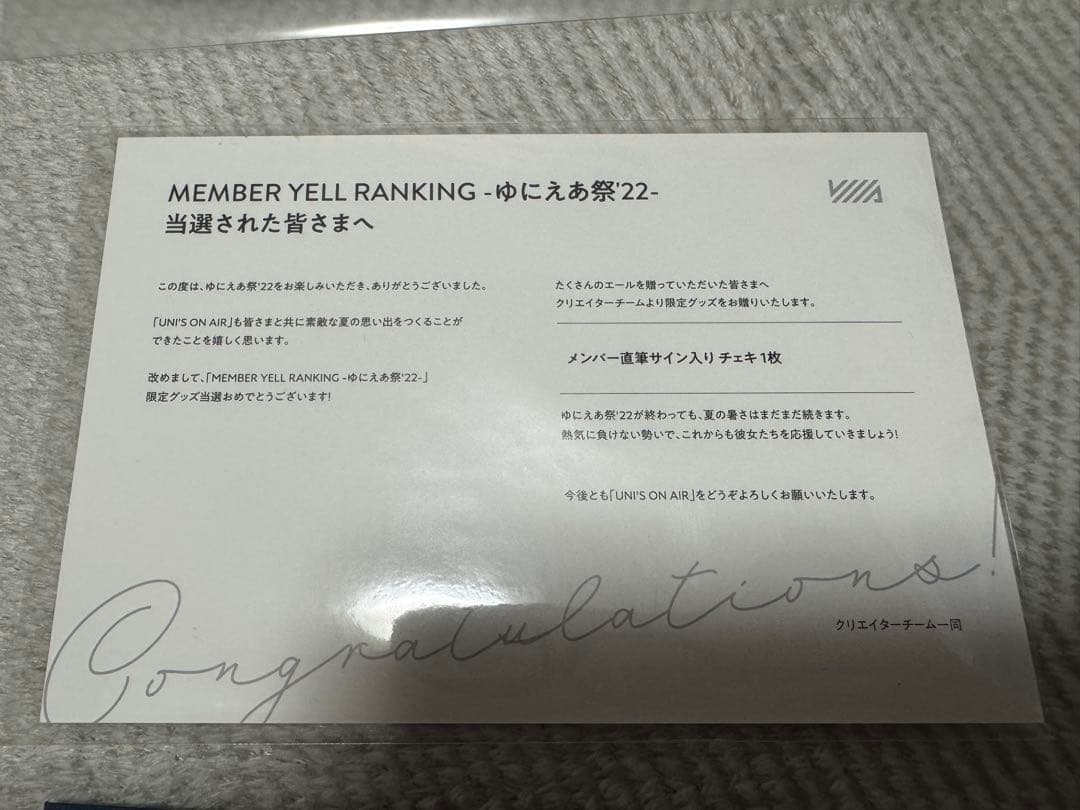 MEMBER YELL RANKING -ゆにえあ祭'22-
当選された皆さまへ
この度は、ゆにえあ祭'22をお楽しみいただき、ありがとうございました。
「UNI'S ON AIR」も皆さまと共に素敵な夏の思い出をつくることが
できたことを嬉しく思います。
改めまして、「MEMBER YELL RANKING -ゆにえあ祭'22-」
限定グッズ当選おめでとうございます!
たくさんのエールを贈っていただいた皆さまへ
クリエイターチームより限定グッズをお贈りいたします。
メンバー直筆サイン入り チェキ 1枚
ゆにえあ祭'22が終わっても、夏の暑さはまだまだ続きます。
熱気に負けない勢いで、これからも彼女たちを応援していきましょう!
今後とも「UNI'S ON AIR」をどうぞよろしくお願いいたします。
Congratulations!
クリエイターチーム一同